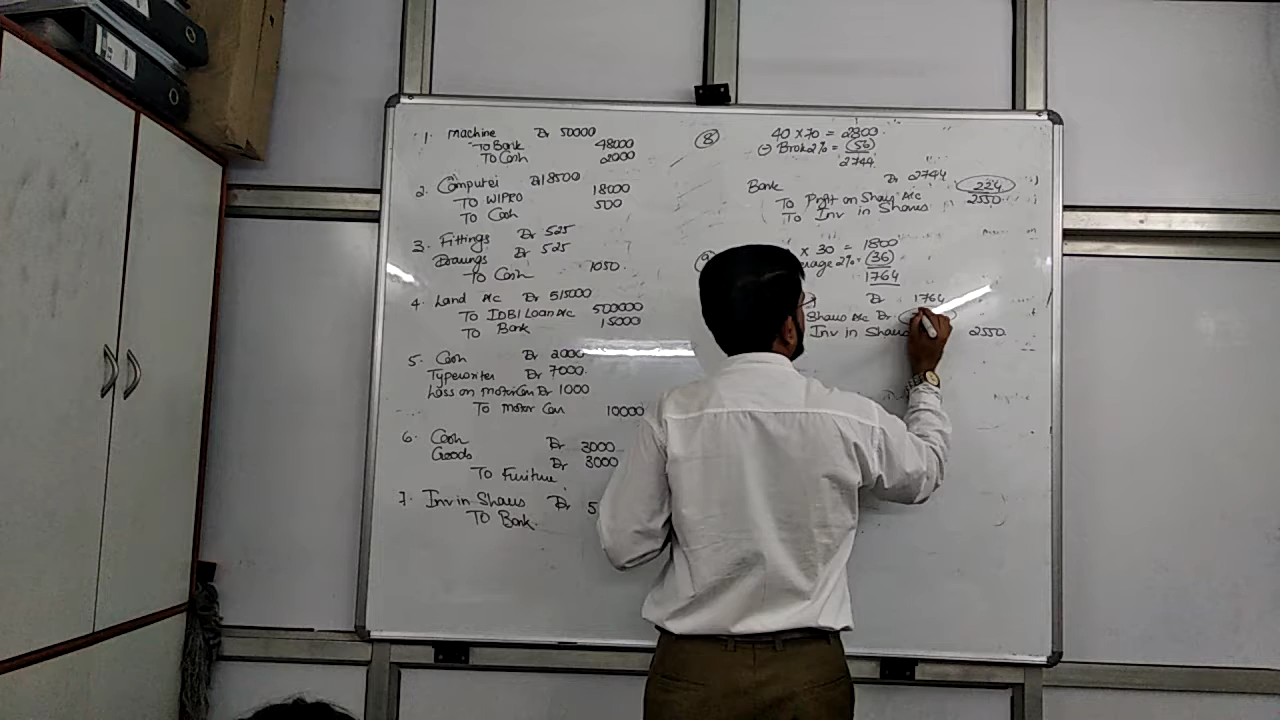 1. Machine Dr 50000
To Bank 48000
To Cash 2000
2. Computer Dr 18500
To WIPRO 18000
To Cash 500
3. Fittings Dr 525
Drawings Dr 525
To Cash 1050
4. Land A/c Dr 515000
To IDBI Loan A/c 500000
To Bank 15000
5. Cash Dr 2000
Typewriter Dr 7000
Loss on Motor Car Dr 1000
To Motor Car 10000
6. Cash Dr 3000
Goods Dr 3000
To Furniture
7. Inv in Shares Dr 5
To Bank
8 40 x 70 = 2800
(-) Brok 2% = (56)
2744
Bank Dr 2744
To Profit on Shares A/c 224
To Inv in Shares 2550
9 x 30 = 1800
2% = (36)
1764
Dr 1764
Shares A/c Dr
Inv in Shares 2550